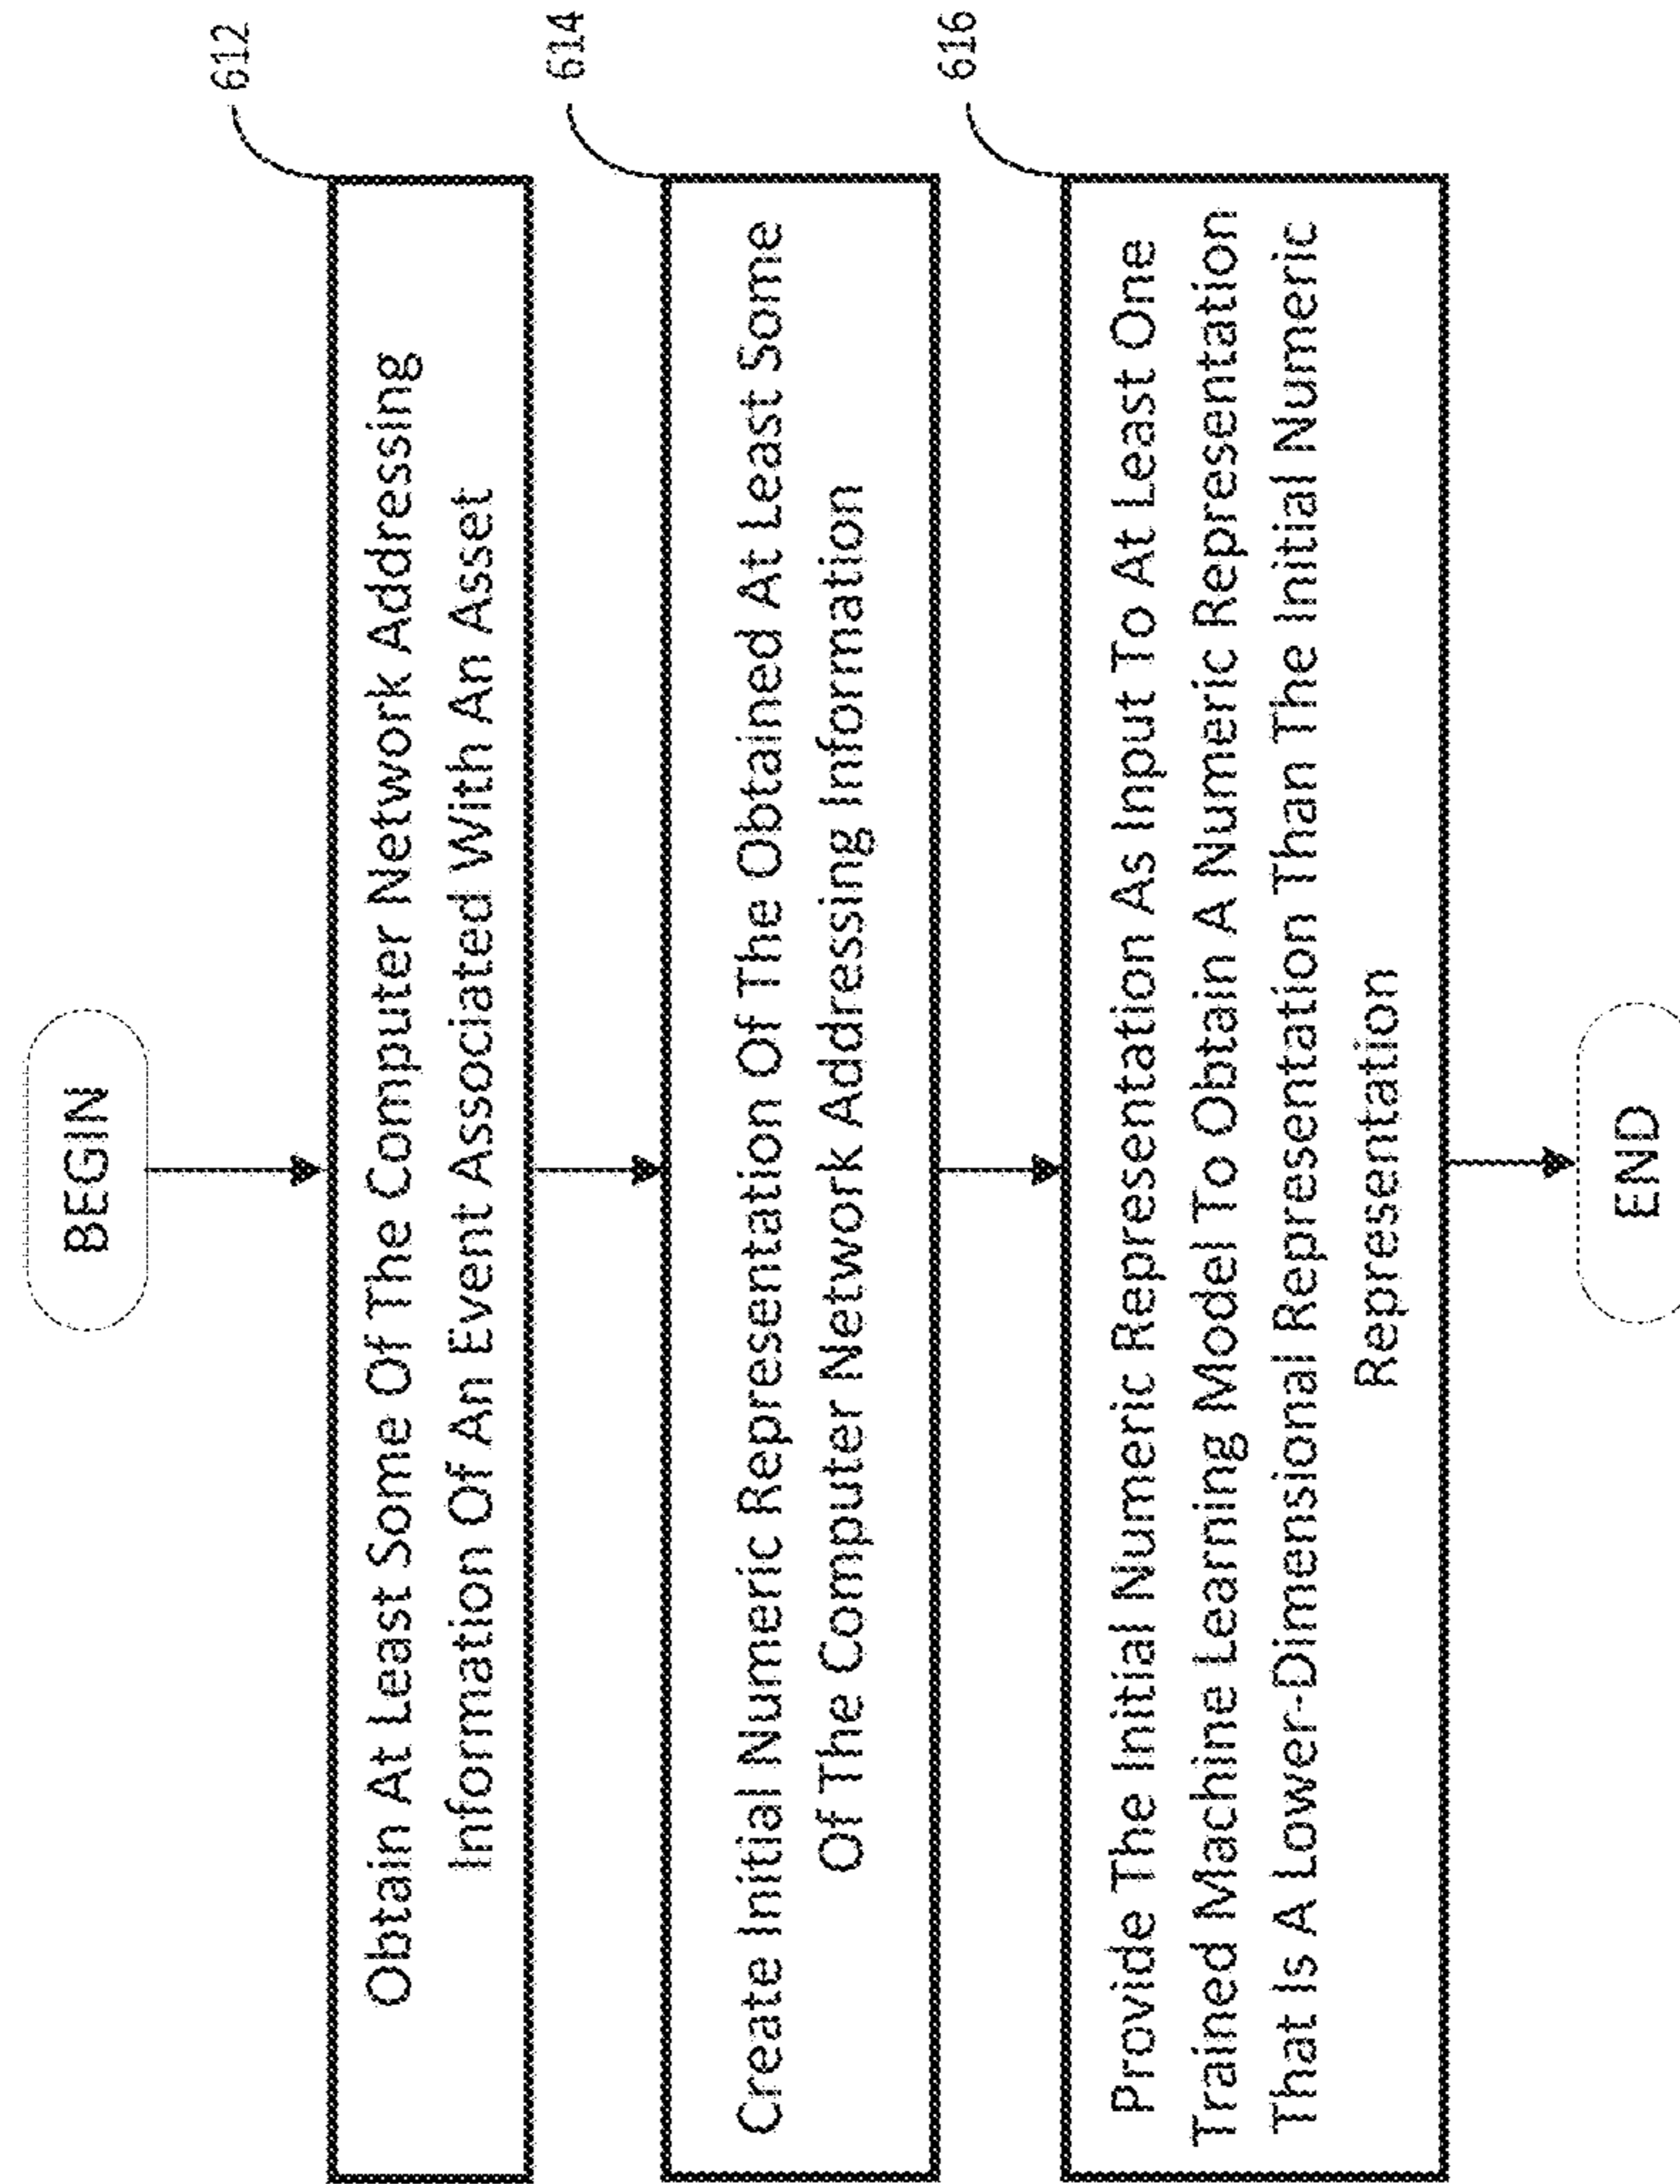 BEGIN
612
Obtain At Least Some Of The Computer Network Addressing
Information Of An Event Associated With An Asset
614
Create Initial Numeric Representation Of The Obtained At Least Some
Of The Computer Network Addressing Information
616
Provide The Initial Numeric Representation As Input To At Least One
Trained Machine Learning Model To Obtain A Numeric Representation
That Is A Lower-Dimensional Representation Than The Initial Numeric
Representation
END